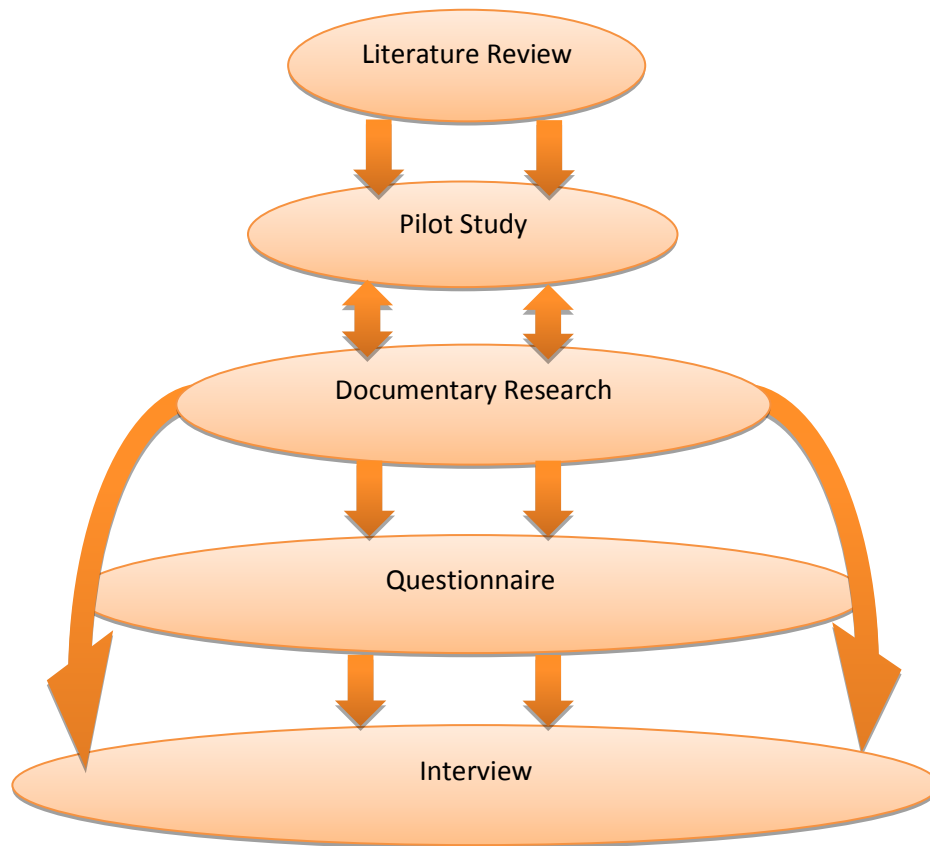 Literature Review
Pilot Study
Documentary Research
Questionnaire
Interview